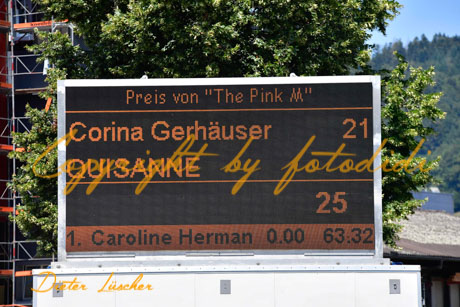 Preis von "The Pink M"
Corina Gerhäuser 21
QUISANNE
Copyright by fotodids
25
1. Caroline Herman 0.00 63.32
Dieter Lüscher